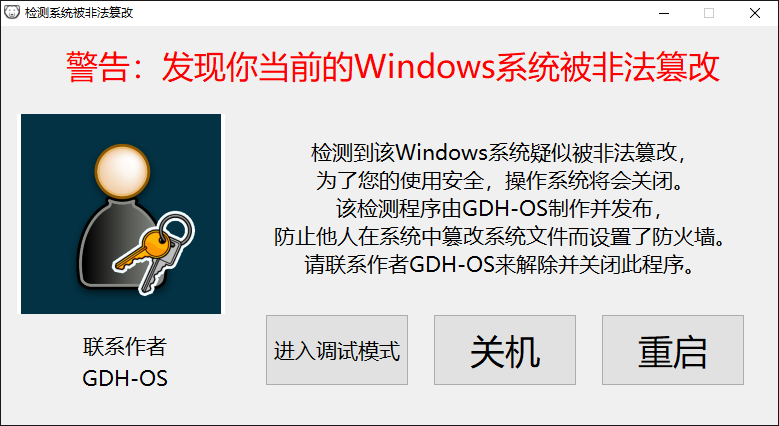 检测系统被非法篡改
警告：发现你当前的Windows系统被非法篡改
检测到该Windows系统疑似被非法篡改，
为了您的使用安全，操作系统将会关闭。
该检测程序由GDH-OS制作并发布，
防止他人在系统中篡改系统文件而设置了防火墙。
请联系作者GDH-OS来解除并关闭此程序。
联系作者
GDH-OS
进入调试模式
关机
重启